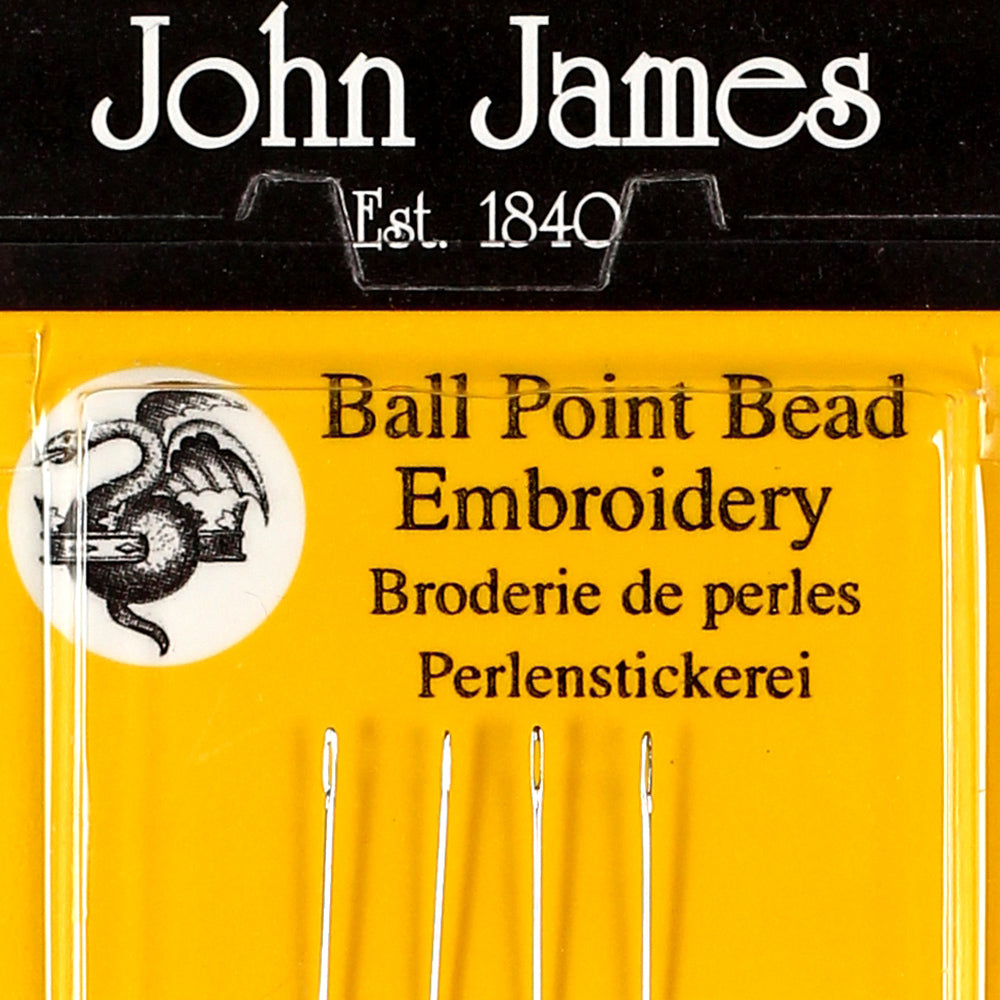 John James
Est. 1840
Ball Point Bead
Embroidery
Broderie de perles
Perlenstickerei